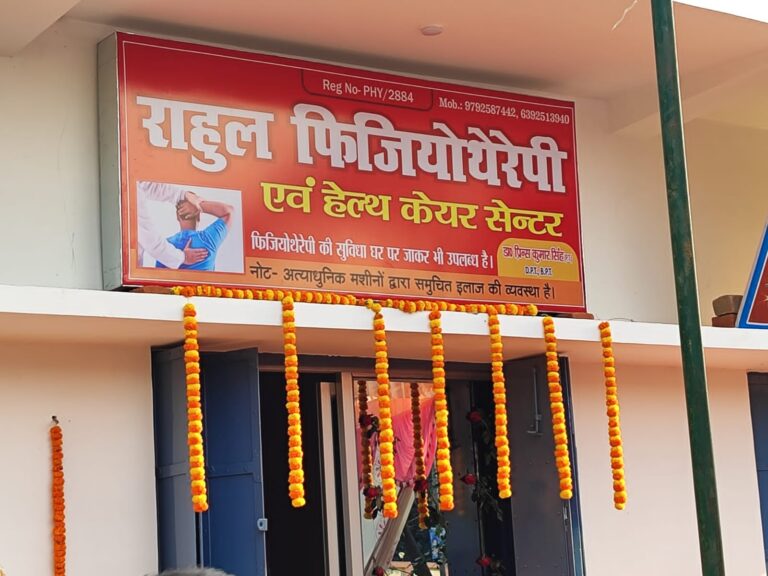 Reg No- PHY/2884
Mob.: 9792587442, 6392513940
राहुल फिजियोथेरेपी
एवं हेल्थ केयर सेन्टर
फिजियोथेरेपी की सुविधा घर पर जाकर भी उपलब्ध है।
डा० प्रिन्स कुमार सिंह
D.P.T., B.P.T.
नोट- अत्याधुनिक मशीनों द्वारा समुचित इलाज की व्यवस्था है।